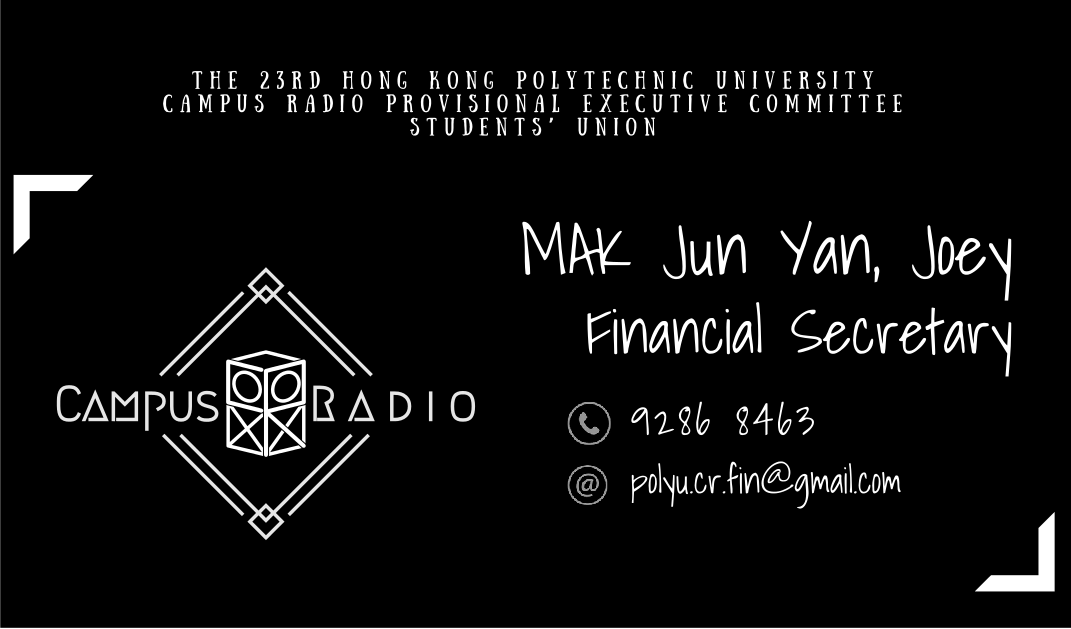 THE 23RD HONG KONG POLYTECHNIC UNIVERSITY
CAMPUS RADIO PROVISIONAL EXECUTIVE COMMITTEE
STUDENTS' UNION
MAK Jun Yan, Joey
Financial Secretary
CAMPUS RADIO
9286 8463
@ polyu.cr.fin@gmail.com